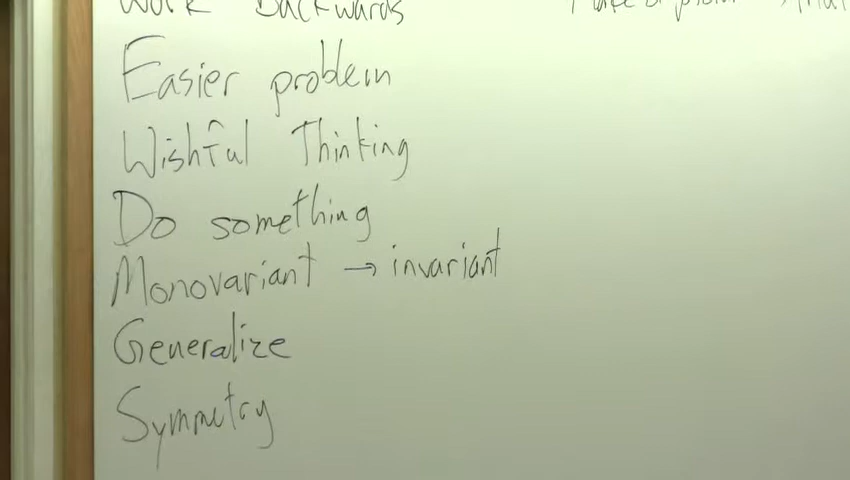 Work Backwards
Easier problem
Wishful Thinking
Do something
Monovariant → invariant
Generalize
Symmetry